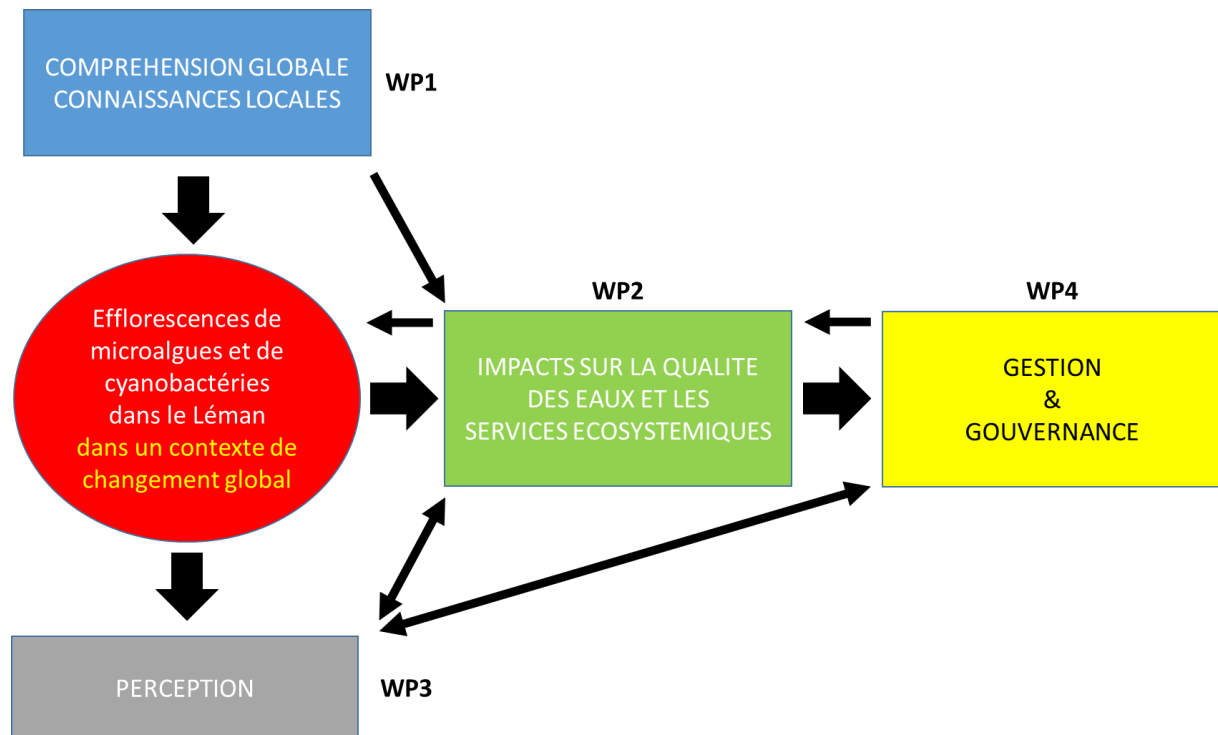 COMPREHENSION GLOBALE
CONNAISSANCES LOCALES
WP1
Efflorescences de
microalgues et de
cyanobactéries
dans le Léman
dans un contexte de
changement global
WP2
IMPACTS SUR LA QUALITE
DES EAUX ET LES
SERVICES ECOSYSTEMIQUES
WP4
GESTION
&
GOUVERNANCE
PERCEPTION
WP3